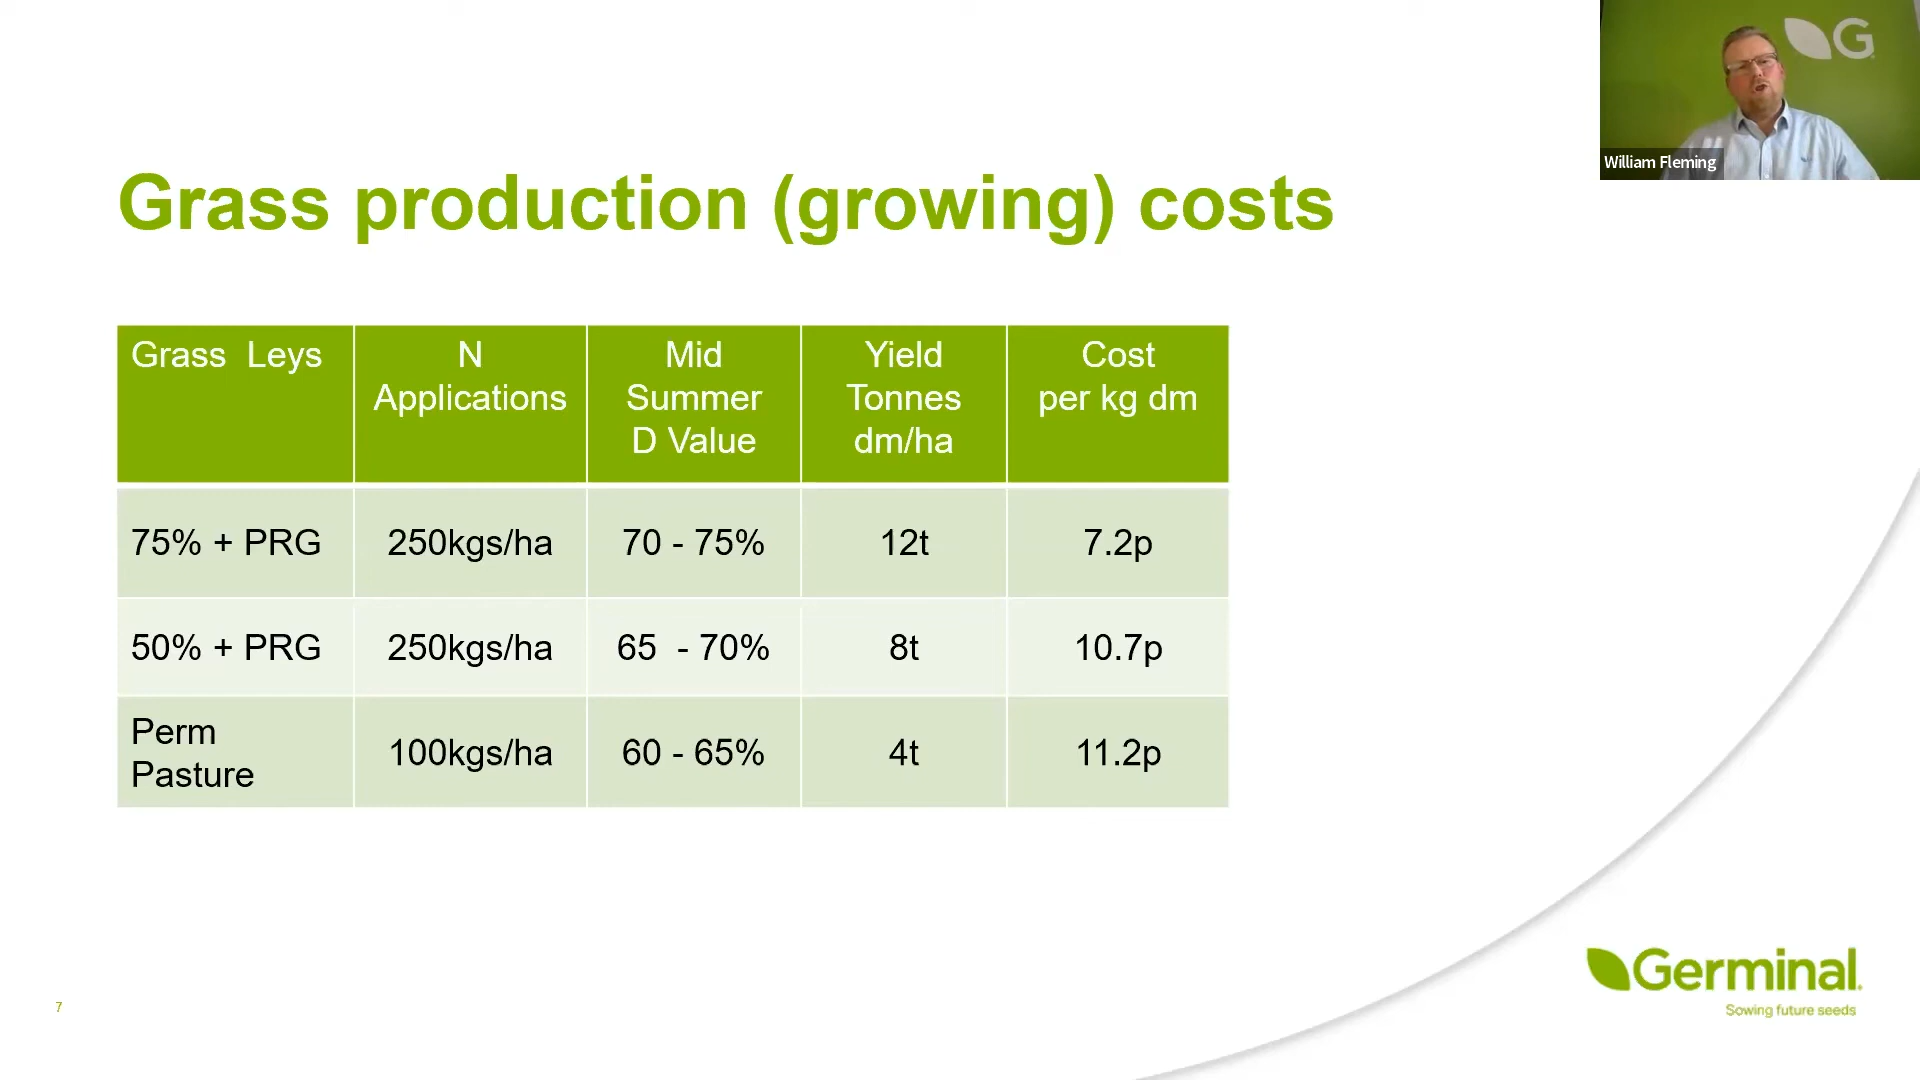 G
William Fleming
Grass production (growing) costs
Grass Leys
N
Applications
Mid
Summer
D Value
Yield
Tonnes
dm/ha
Cost
per kg dm
75% + PRG
250kgs/ha
70 - 75%
12t
7.2p
50% + PRG
250kgs/ha
65 - 70%
8t
10.7p
Perm
Pasture
100kgs/ha
60 - 65%
4t
11.2p
Germinal
Sowing future seeds
7